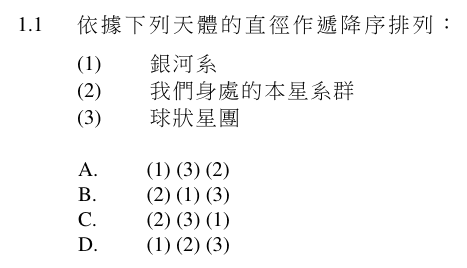 1.1 依據下列天體的直徑作遞降序排列：
(1) 銀河系
(2) 我們身處的本星系群
(3) 球狀星團
A. (1) (3) (2)
B. (2) (1) (3)
C. (2) (3) (1)
D. (1) (2) (3)